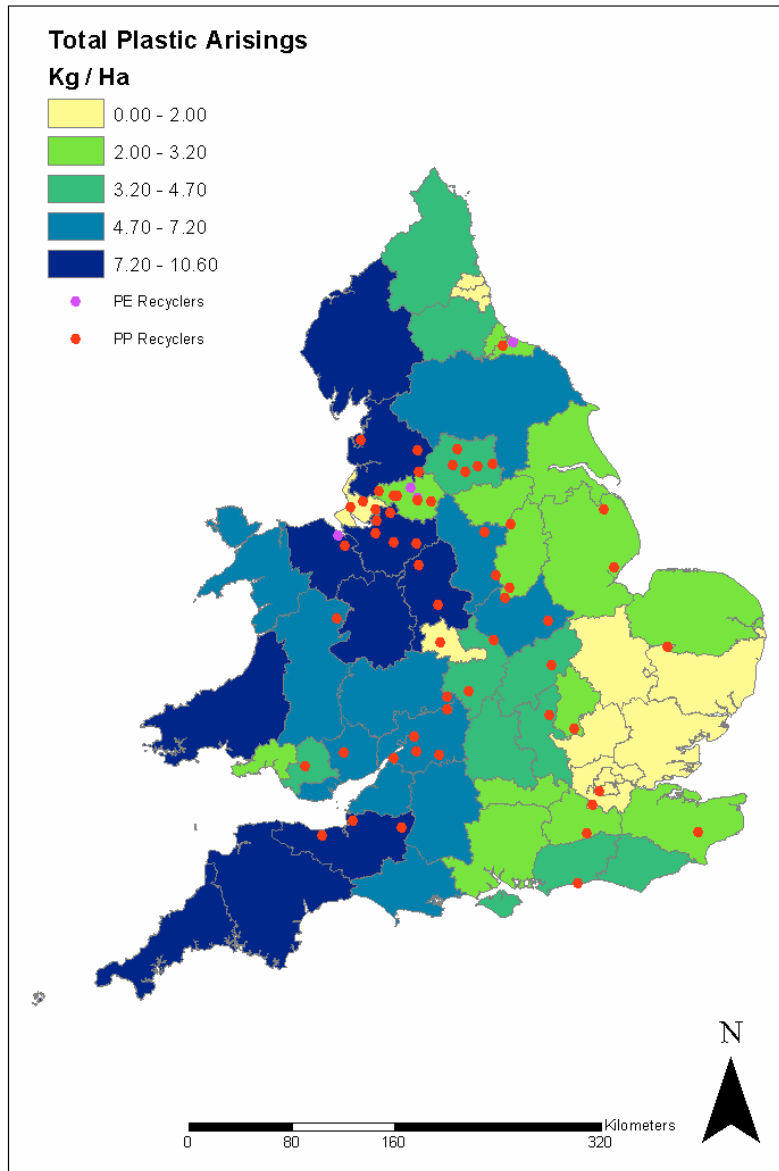 Total Plastic Arisings
Kg / Ha
0.00 - 2.00
2.00 - 3.20
3.20 - 4.70
4.70 - 7.20
7.20 - 10.60
PE Recyclers
PP Recyclers
N
Kilometers
0 80 160 320